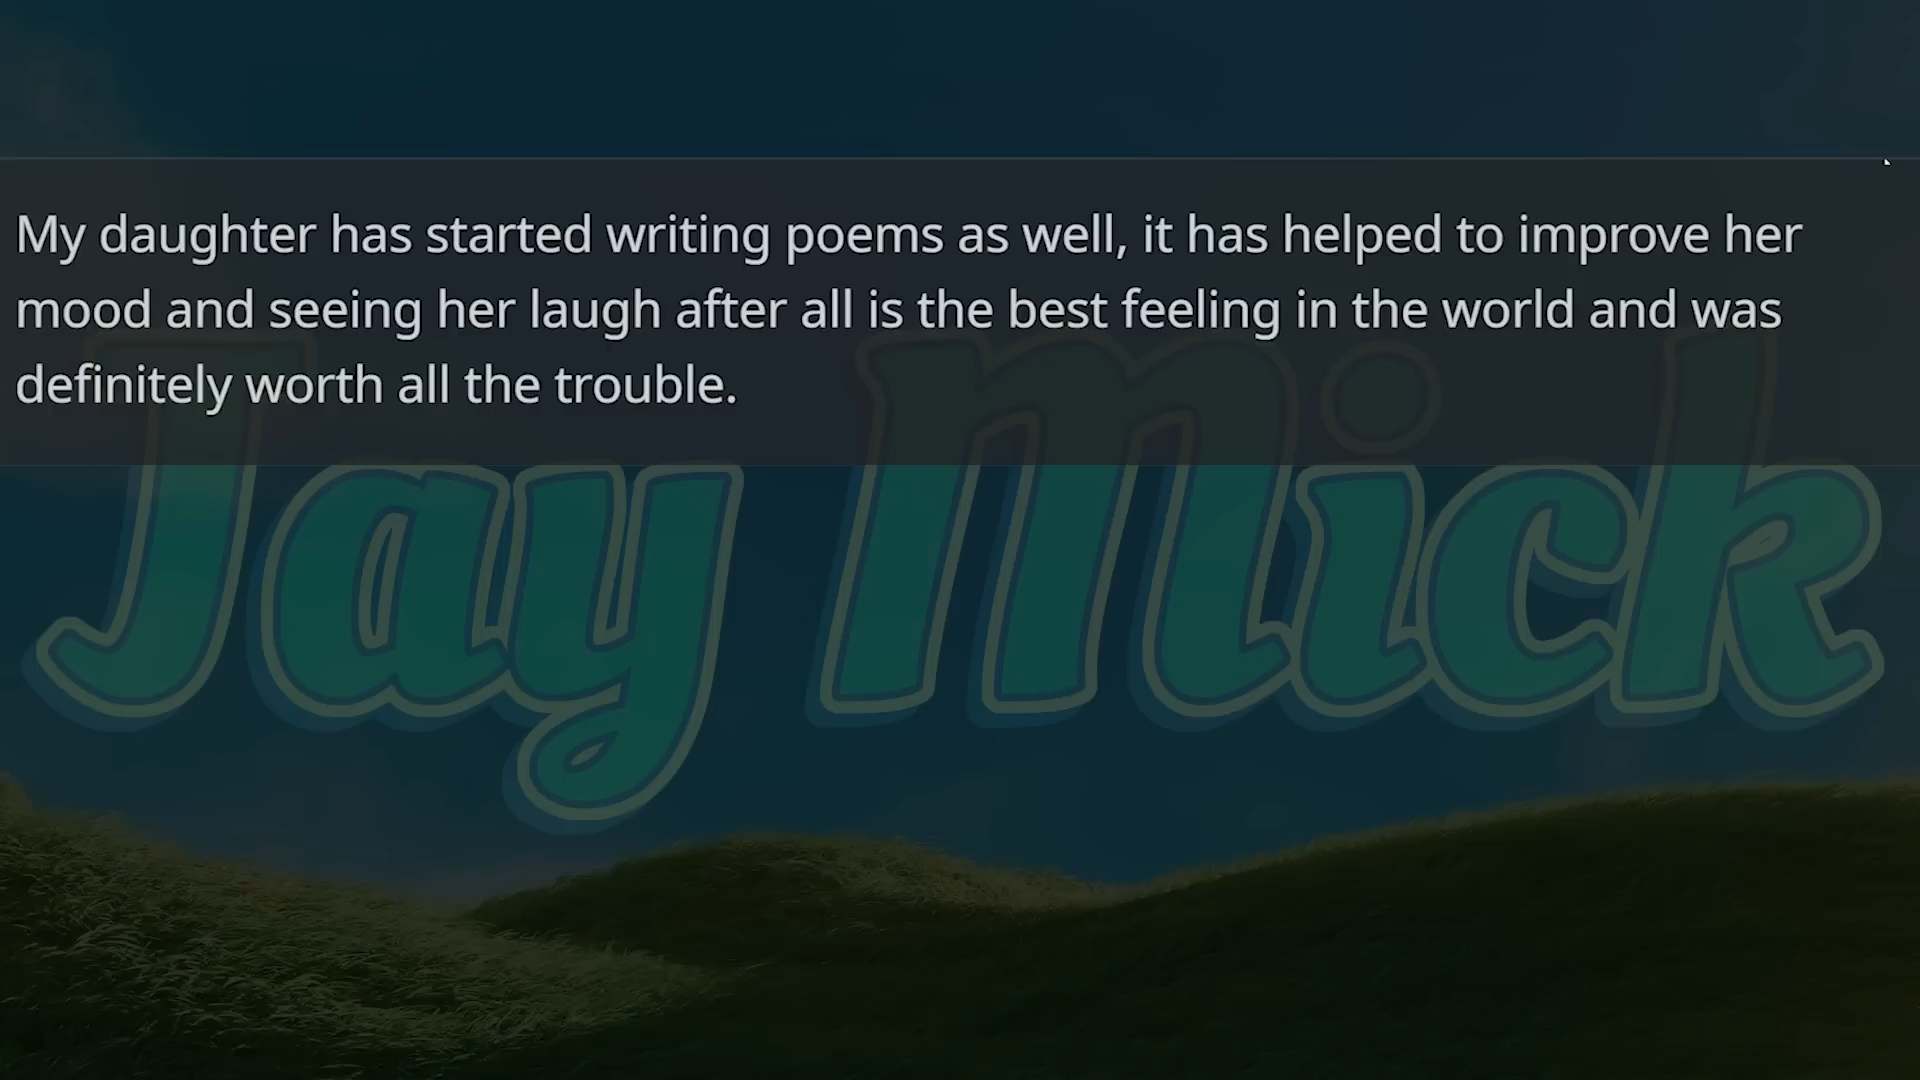 My daughter has started writing poems as well, it has helped to improve her
mood and seeing her laugh after all is the best feeling in the world and was
definitely worth all the trouble.
Jay Mick